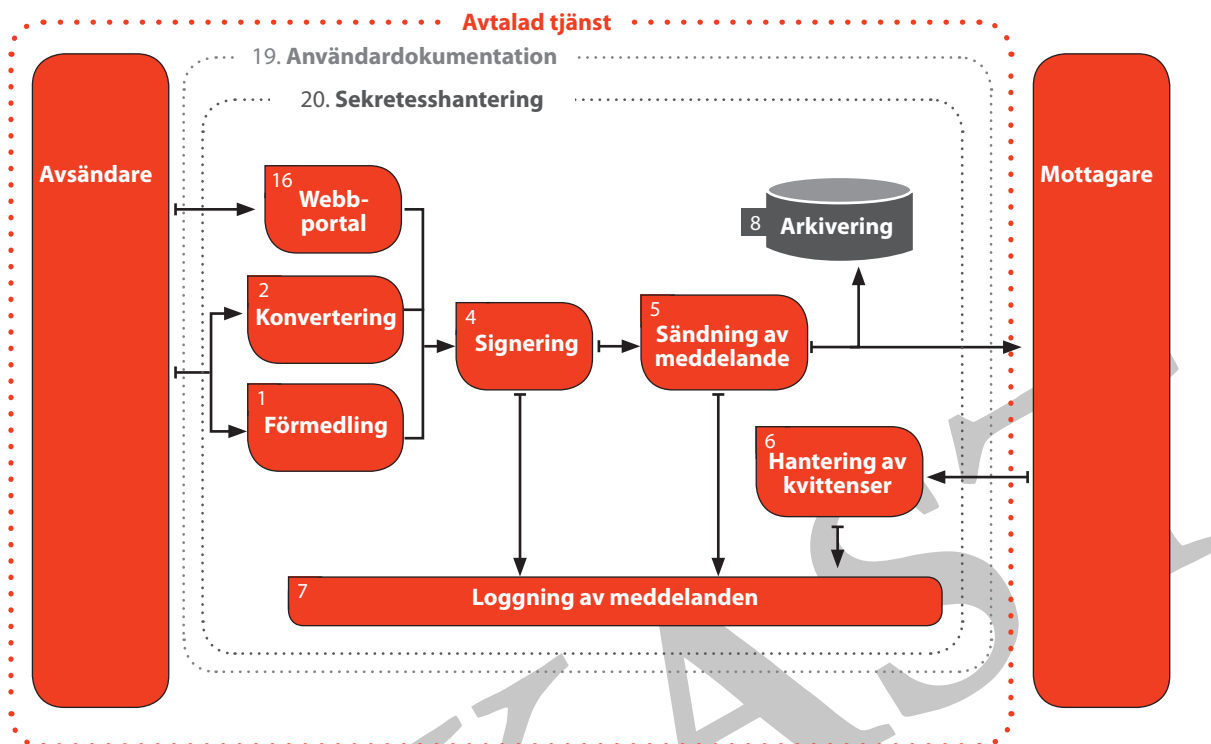 Avtalad tjänst
19. Användardokumentation
20. Sekretesshantering
Avsändare
Mottagare
16
Webb-
portal
8 Arkivering
2
Konvertering
4
Signering
5
Sändning av
meddelande
1
Förmedling
6
Hantering av
kvittenser
7
Loggning av meddelanden